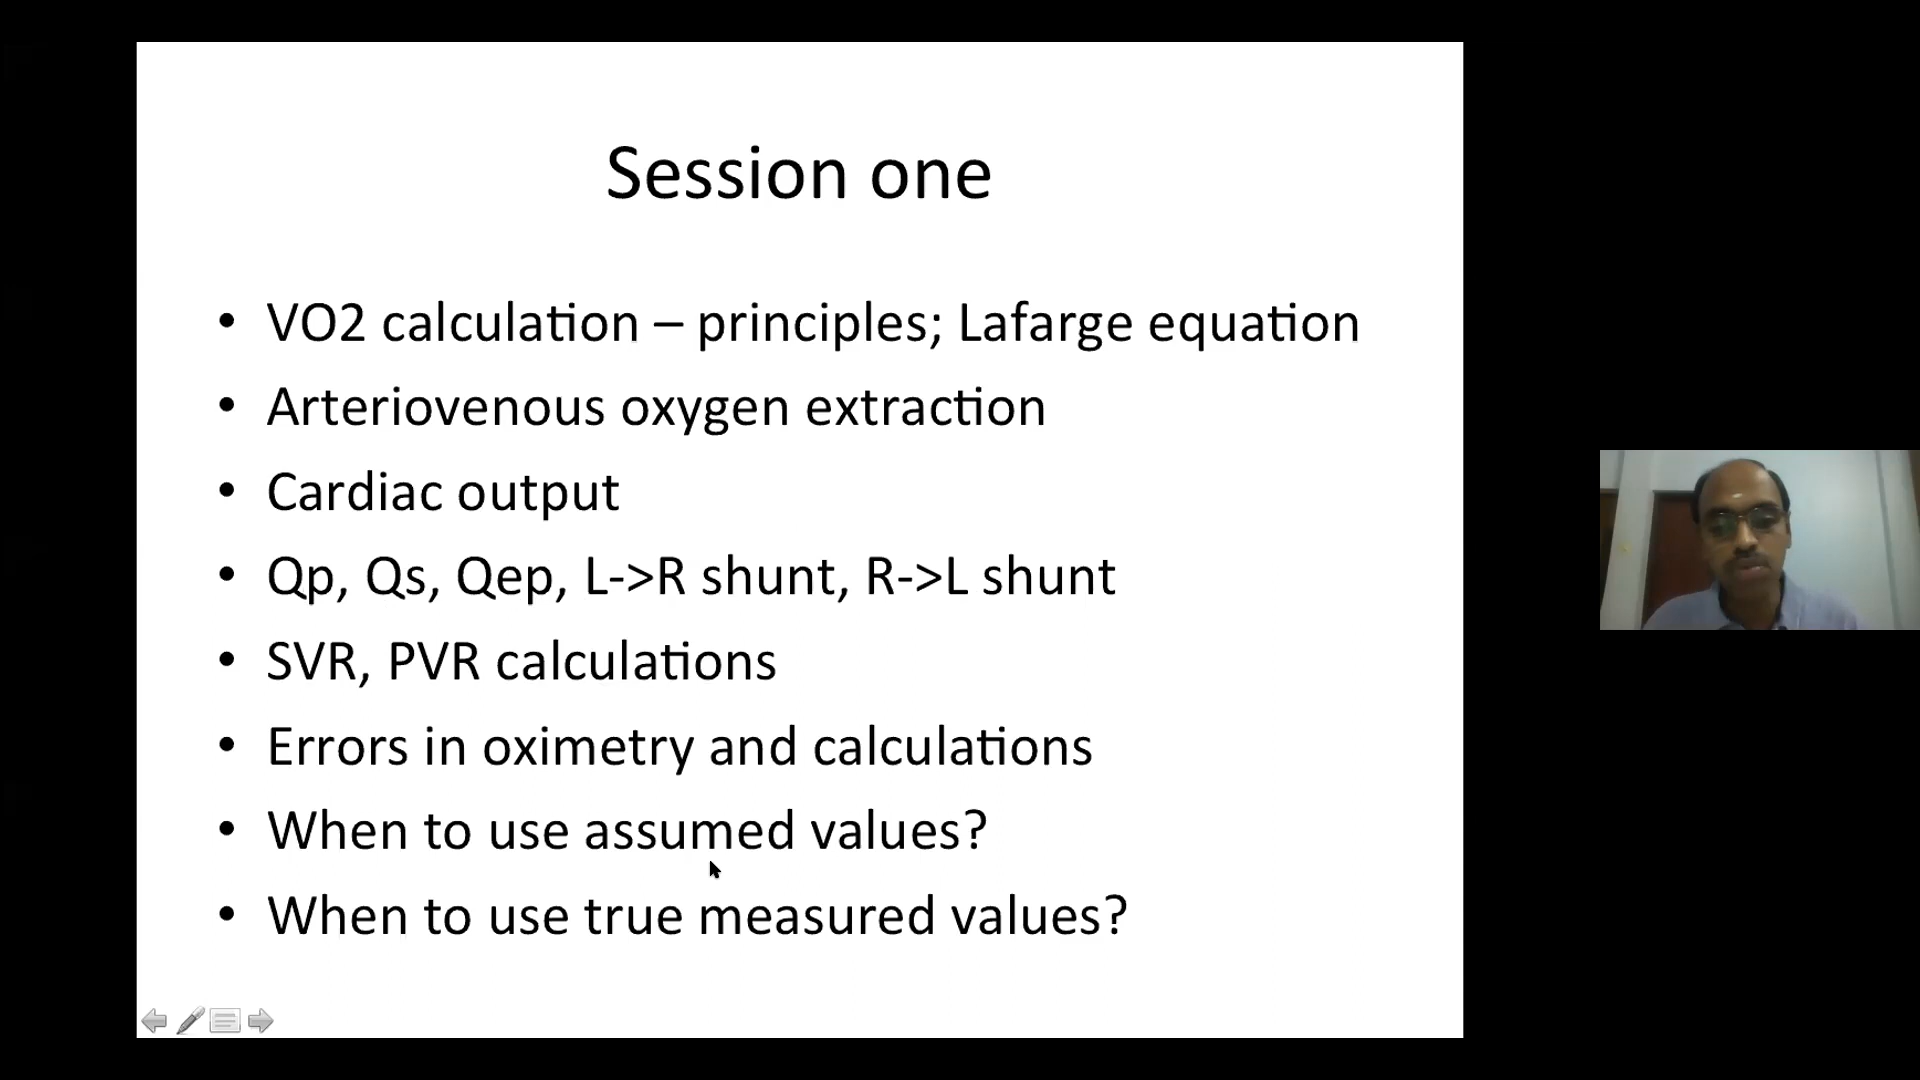 Session one
• VO2 calculation – principles; Lafarge equation
• Arteriovenous oxygen extraction
• Cardiac output
• Qp, Qs, Qep, L->R shunt, R->L shunt
• SVR, PVR calculations
• Errors in oximetry and calculations
• When to use assumed values?
• When to use true measured values?